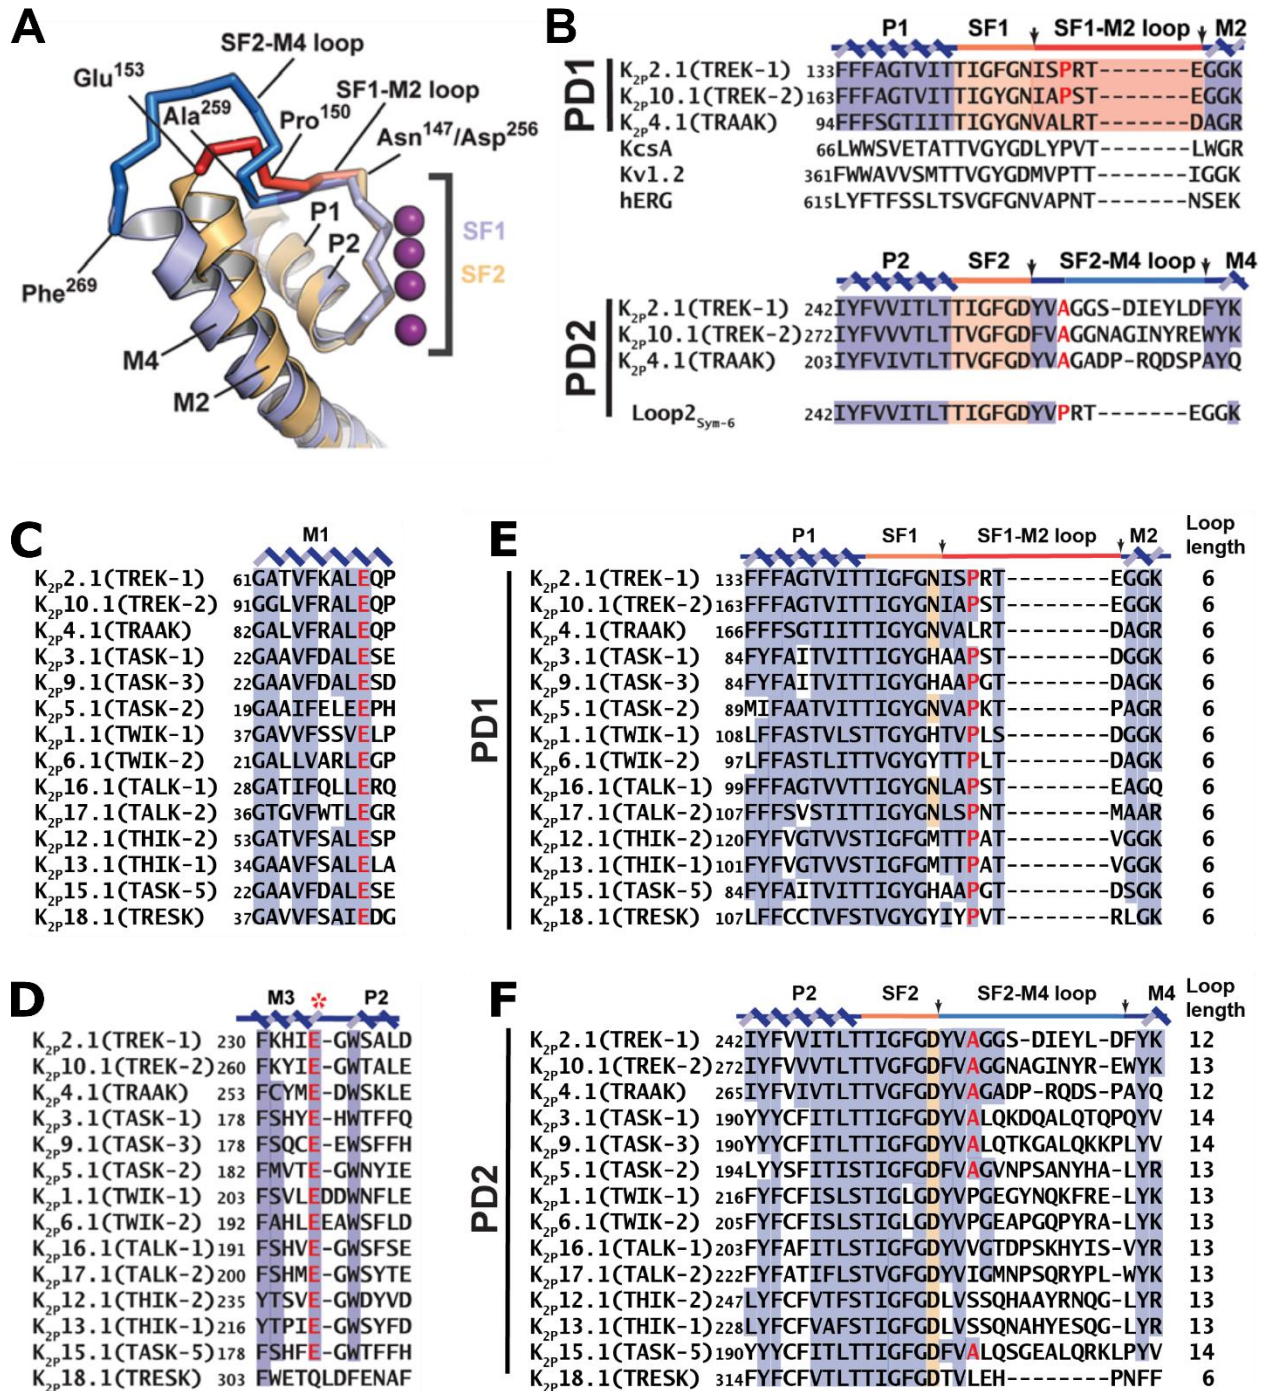 A
SF2-M4 loop
Glu153
Ala259
SF1-M2 loop
Pro150
Asn147/Asp256
P1
P2
SF1
SF2
Phe269
M4
M2
B
P1 SF1 SF1-M2 loop M2
PD1
K2P2.1(TREK-1) 133FFFAGTVITTIGFGNISPRT-------EGGK
K2P10.1(TREK-2) 163FFFAGTVITTIGYGNIAPST-------EGGK
K2P4.1(TRAAK) 94FFFSGTIITTIGYGNVALRT-------DAGR
KcsA 66LWWSVETATTVGYGDLYPVT-------LWGR
Kv1.2 361FWWAVVSMTTVGYGDMVPTT-------IGGK
hERG 615LYFTFSSLTSVGFGNVAPNT-------NSEK
P2 SF2 SF2-M4 loop M4
PD2
K2P2.1(TREK-1) 242IYFVVITLTTIGFGDYVAGGS-DIEYLDFYK
K2P10.1(TREK-2) 272IYFVVITLTTVGFGDFVAGGNAGINYREWYK
K2P4.1(TRAAK) 203IYFVIVTLTTVGFGDYVAGADP-RQDSPAYQ
Loop2Sym-6 242IYFVVITLTTIGFGDYVPRT-------EGGK
C
M1
K2P2.1(TREK-1) 61GATVFKALEQP
K2P10.1(TREK-2) 91GGLVFRALEQP
K2P4.1(TRAAK) 82GALVFRALEQP
K2P3.1(TASK-1) 22GAAVFDALESE
K2P9.1(TASK-3) 22GAAVFDALESD
K2P5.1(TASK-2) 19GAAIFELEEPH
K2P1.1(TWIK-1) 37GAVVFSSVELP
K2P6.1(TWIK-2) 21GALLVARLEGP
K2P16.1(TALK-1) 28GATIFQLLERQ
K2P17.1(TALK-2) 36GTGVFWTLEGR
K2P12.1(THIK-2) 53GATVFSALESP
K2P13.1(THIK-1) 34GAAVFSALELA
K2P15.1(TASK-5) 22GAAVFDALESE
K2P18.1(TRESK) 37GAVVFSAIEDG
E
P1 SF1 SF1-M2 loop M2 Loop length
PD1
K2P2.1(TREK-1) 133FFFAGTVITTIGFGNISPRT--------EGGK 6
K2P10.1(TREK-2) 163FFFAGTVITTIGYGNIAPST--------EGGK 6
K2P4.1(TRAAK) 166FFFSGTIITTIGYGNVALRT--------DAGR 6
K2P3.1(TASK-1) 84FYFAITVITTIGYGHAAPST--------DGGK 6
K2P9.1(TASK-3) 84FYFAITVITTIGYGHAAPGT--------DAGK 6
K2P5.1(TASK-2) 89MIFAATVITTIGYGNVAPKT--------PAGR 6
K2P1.1(TWIK-1) 108LFFASTVLSTTGYGHTVPLS--------DGGK 6
K2P6.1(TWIK-2) 97LFFASTLITTVGYGYTTPLT--------DAGK 6
K2P16.1(TALK-1) 99FFFAGTVITTIGYGNLAPST--------EAGQ 6
K2P17.1(TALK-2) 107FFFSVSTITTIGYGNLSPNT--------MAAR 6
K2P12.1(THIK-2) 120FYFVGTVVSTIGFGMTTPAT--------VGGK 6
K2P13.1(THIK-1) 101FYFVGTVVSTIGFGMTTPAT--------VGGK 6
K2P15.1(TASK-5) 84FYFAITVITTIGYGHAAPGT--------DSGK 6
K2P18.1(TRESK) 107LFFCCTVFSTVGYGYIYPVT--------RLGK 6
D
M3 * P2
K2P2.1(TREK-1) 230 FKHIE-GWSALD
K2P10.1(TREK-2) 260 FKYIE-GWTALE
K2P4.1(TRAAK) 253 FCYME-DWSKLE
K2P3.1(TASK-1) 178 FSHYE-HWTFFQ
K2P9.1(TASK-3) 178 FSQCE-EWSFFH
K2P5.1(TASK-2) 182 FMVTE-GWNYIE
K2P1.1(TWIK-1) 203 FSVLEDDWNFLE
K2P6.1(TWIK-2) 192 FAHLEEAWSFLD
K2P16.1(TALK-1) 191 FSHVE-GWSFSE
K2P17.1(TALK-2) 200 FSHME-GWSYTE
K2P12.1(THIK-2) 235 YTSVE-GWDYVD
K2P13.1(THIK-1) 216 YTPIE-GWSYFD
K2P15.1(TASK-5) 178 FSHFE-GWTFFH
K2P18.1(TRESK) 303 FWETQLDFENAF
F
P2 SF2 SF2-M4 loop M4 Loop length
PD2
K2P2.1(TREK-1) 242IYFVVITLTTIGFGDYVAGGS-DIEYL-DFYK 12
K2P10.1(TREK-2) 272IYFVVITLTTVGFGDFVAGGNAGINYR-EWYK 13
K2P4.1(TRAAK) 265IYFVIVTLTTVGFGDYVAGADP-RQDS-PAYQ 12
K2P3.1(TASK-1) 190YYYCFITLTTIGFGDYVALQKDQALQTQPQYV 14
K2P9.1(TASK-3) 190YYYCFITLTTIGFGDYVALQTKGALQKKPLYV 14
K2P5.1(TASK-2) 194LYYSFITISTIGFGDFVAGVNPSANYHA-LYR 13
K2P1.1(TWIK-1) 216FYFCFISLSTIGLGDYVPGEGYNQKFRE-LYK 13
K2P6.1(TWIK-2) 205FYFCFISLSTIGLGDYVPGEAPGQPYRA-LYK 13
K2P16.1(TALK-1) 203FYFAFITLSTIGFGDYVVGTDPSKHYIS-VYR 13
K2P17.1(TALK-2) 222FYFATIFLSTVGFGDYVIGMNPSQRYPL-WYK 13
K2P12.1(THIK-2) 247LYFCFVTFSTIGFGDLVSSQHAAYRNQG-LYR 13
K2P13.1(THIK-1) 228LYFCFVAFSTIGFGDLVSSQNAHYESQG-LYR 13
K2P15.1(TASK-5) 190YYYCFITLTTIGFGDFVALQSGEALQRKLPYV 14
K2P18.1(TRESK) 314FYFCFVTLTTIGFGDTVLEH--------PNFF 6